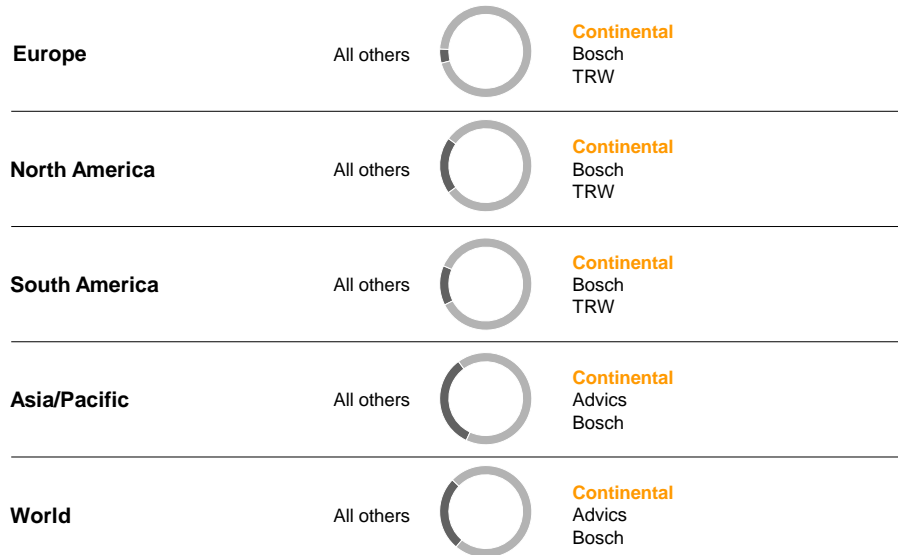 Europe
All others
Continental
Bosch
TRW
North America
All others
Continental
Bosch
TRW
South America
All others
Continental
Bosch
TRW
Asia/Pacific
All others
Continental
Advics
Bosch
World
All others
Continental
Advics
Bosch